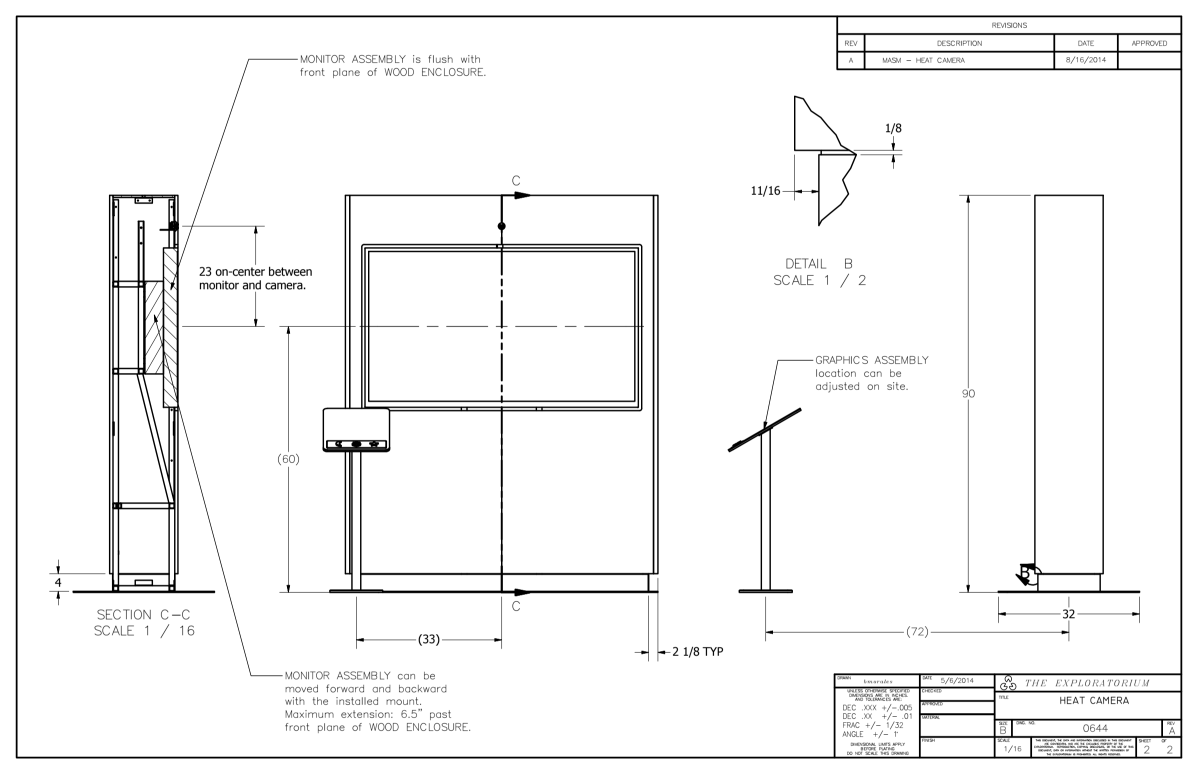 REVISIONS
REV DESCRIPTION DATE APPROVED
A MASM - HEAT CAMERA 8/16/2014
MONITOR ASSEMBLY is flush with
front plane of WOOD ENCLOSURE.
1/8
11/16
DETAIL B
SCALE 1 / 2
C
23 on-center between
monitor and camera.
GRAPHICS ASSEMBLY
location can be
adjusted on site.
90
(60)
B
4
C
SECTION C-C
SCALE 1 / 16
32
(72)
(33)
2 1/8 TYP
MONITOR ASSEMBLY can be
moved forward and backward
with the installed mount.
Maximum extension: 6.5" past
front plane of WOOD ENCLOSURE.
DRAWN
DATE 5/6/2014
THE EXPLORATORIUM
UNLESS OTHERWISE SPECIFIED
DIMENSIONS ARE IN INCHES.
AND TOLERANCES ARE:
DEC .XXX +/-.005
DEC .XX +/- .01
FRAC +/- 1/32
ANGLE +/- 1°
DIMENSIONAL LIMITS APPLY
BEFORE PLATING
DO NOT SCALE THIS DRAWING
CHECKED
APPROVED
MATERIAL
FINISH
TITLE
HEAT CAMERA
SIZE B
DWG. NO. 0644
REV A
SCALE 1/16
SHEET 2 OF 2